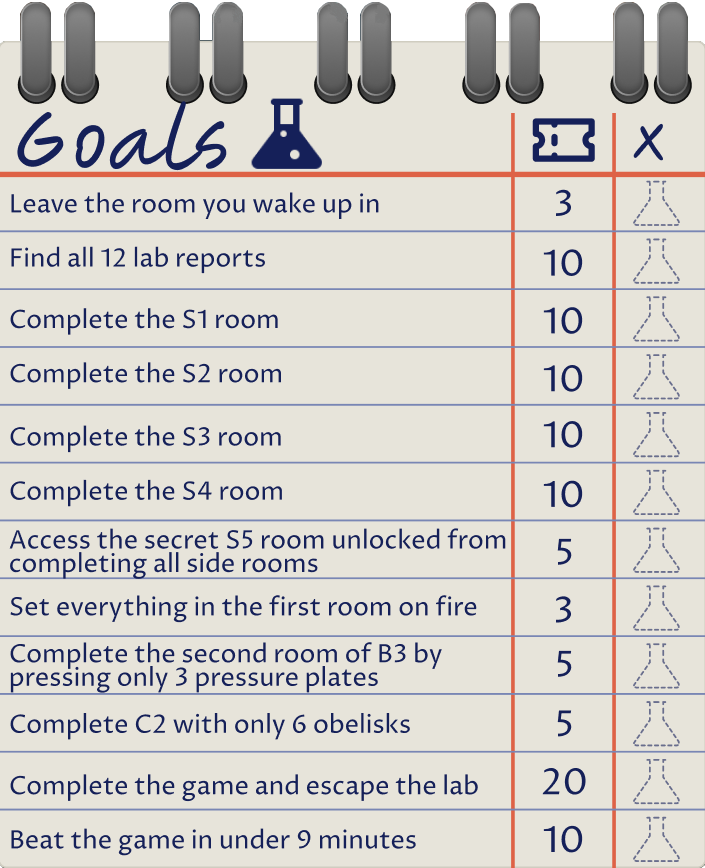 Goals X
Leave the room you wake up in 3
Find all 12 lab reports 10
Complete the S1 room 10
Complete the S2 room 10
Complete the S3 room 10
Complete the S4 room 10
Access the secret S5 room unlocked from
completing all side rooms 5
Set everything in the first room on fire 3
Complete the second room of B3 by
pressing only 3 pressure plates 5
Complete C2 with only 6 obelisks 5
Complete the game and escape the lab 20
Beat the game in under 9 minutes 10